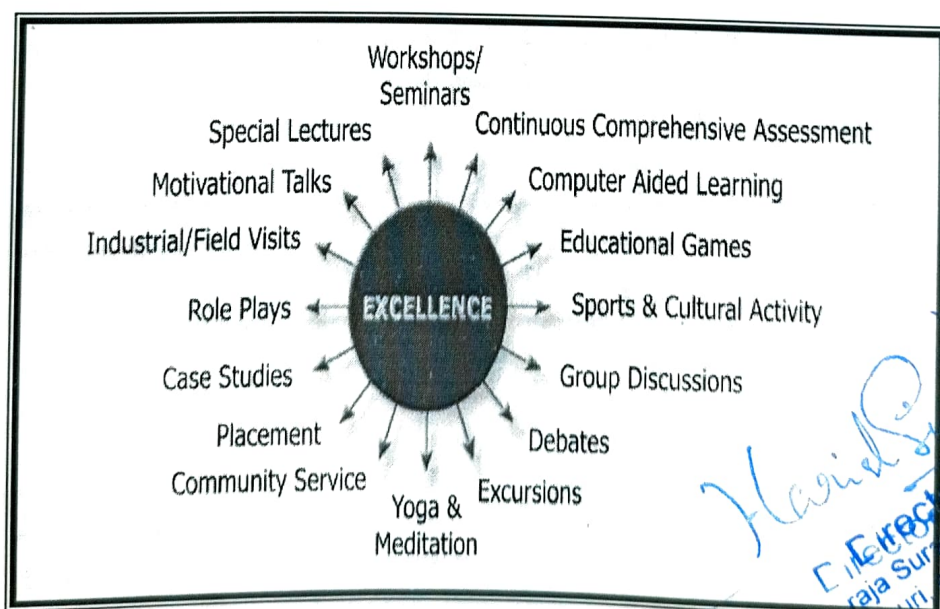 Workshops/
Seminars
Special Lectures
Continuous Comprehensive Assessment
Motivational Talks
Computer Aided Learning
Industrial/Field Visits
Educational Games
Role Plays
EXCELLENCE
Sports & Cultural Activity
Case Studies
Group Discussions
Placement
Debates
Community Service
Excursions
Yoga &
Meditation